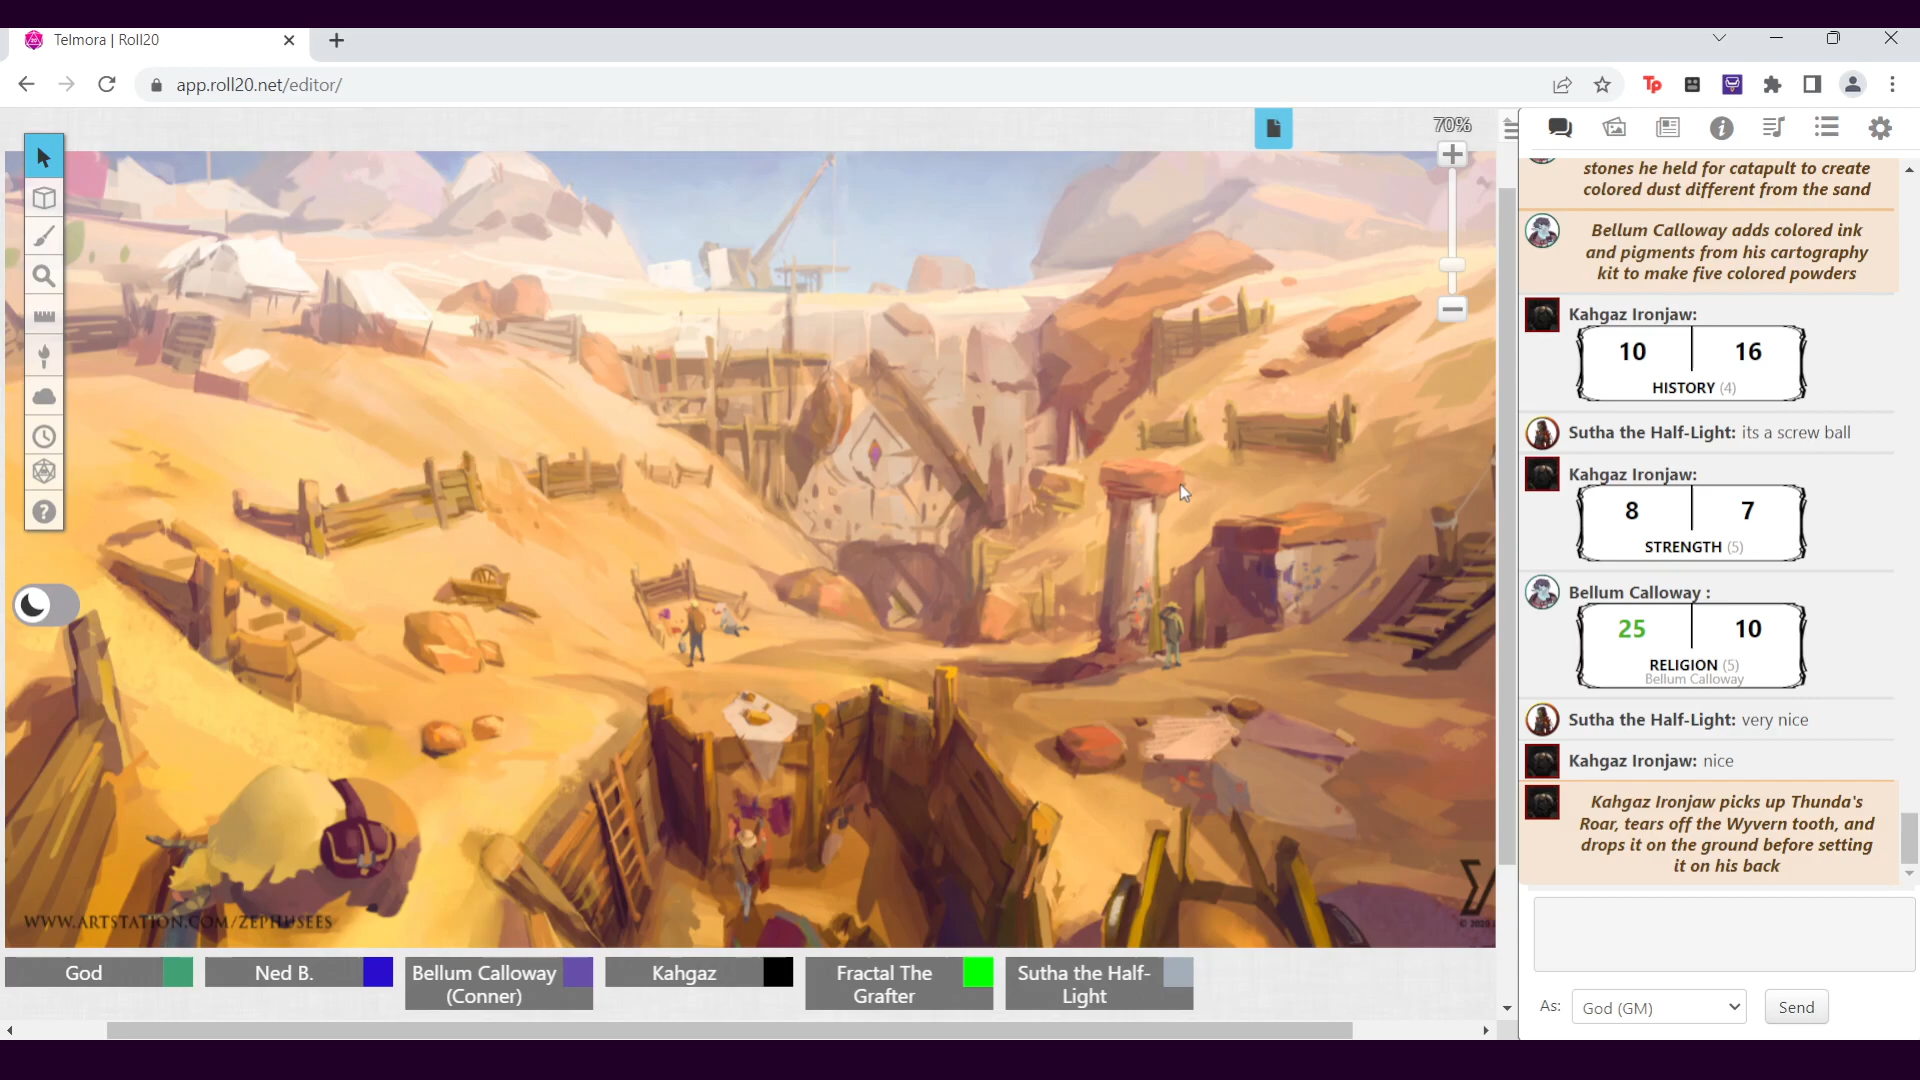 Telmora | Roll20
app.roll20.net/editor/
70%
stones he held for catapult to create
colored dust different from the sand
Bellum Calloway adds colored ink
and pigments from his cartography
kit to make five colored powders
Kahgaz Ironjaw:
10 16
HISTORY (4)
Sutha the Half-Light: its a screw ball
Kahgaz Ironjaw:
8 7
STRENGTH (5)
Bellum Calloway :
25 10
RELIGION (5)
Bellum Calloway
Sutha the Half-Light: very nice
Kahgaz Ironjaw: nice
Kahgaz Ironjaw picks up Thunda's
Roar, tears off the Wyvern tooth, and
drops it on the ground before setting
it on his back
WWW.ARTSTATION.COM/ZEPHUSEES
© 2020
God
Ned B.
Bellum Calloway
(Conner)
Kahgaz
Fractal The
Grafter
Sutha the Half-
Light
As:
God (GM)
Send